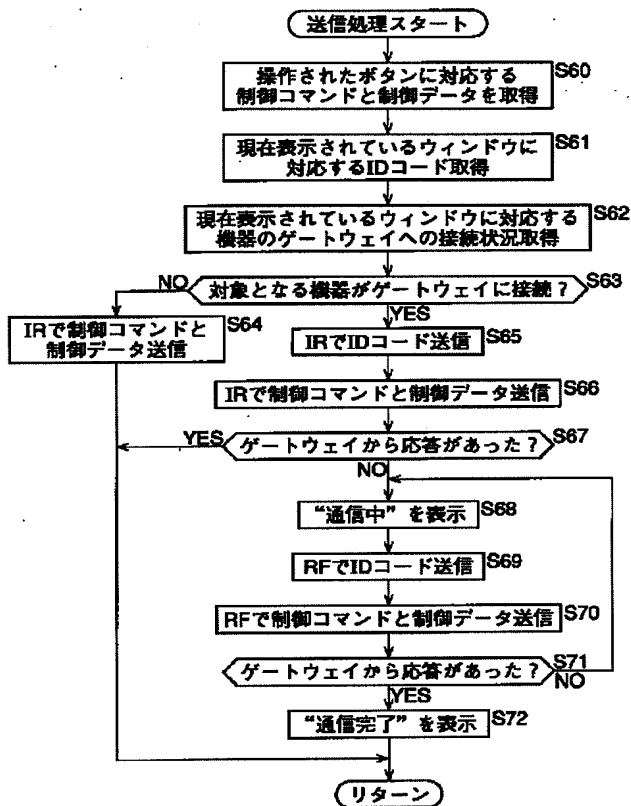 送信処理スタート
操作されたボタンに対応する
制御コマンドと制御データを取得
S60
現在表示されているウィンドウに
対応するIDコード取得
S61
現在表示されているウィンドウに対応する
機器のゲートウェイへの接続状況取得
S62
対象となる機器がゲートウェイに接続?
S63
NO
YES
IRで制御コマンドと
制御データ送信
S64
IRでIDコード送信
S65
IRで制御コマンドと制御データ送信
S66
ゲートウェイから応答があった?
S67
YES
NO
“通信中”を表示
S68
RFでIDコード送信
S69
RFで制御コマンドと制御データ送信
S70
ゲートウェイから応答があった?
S71
NO
YES
“通信完了”を表示
S72
リターン